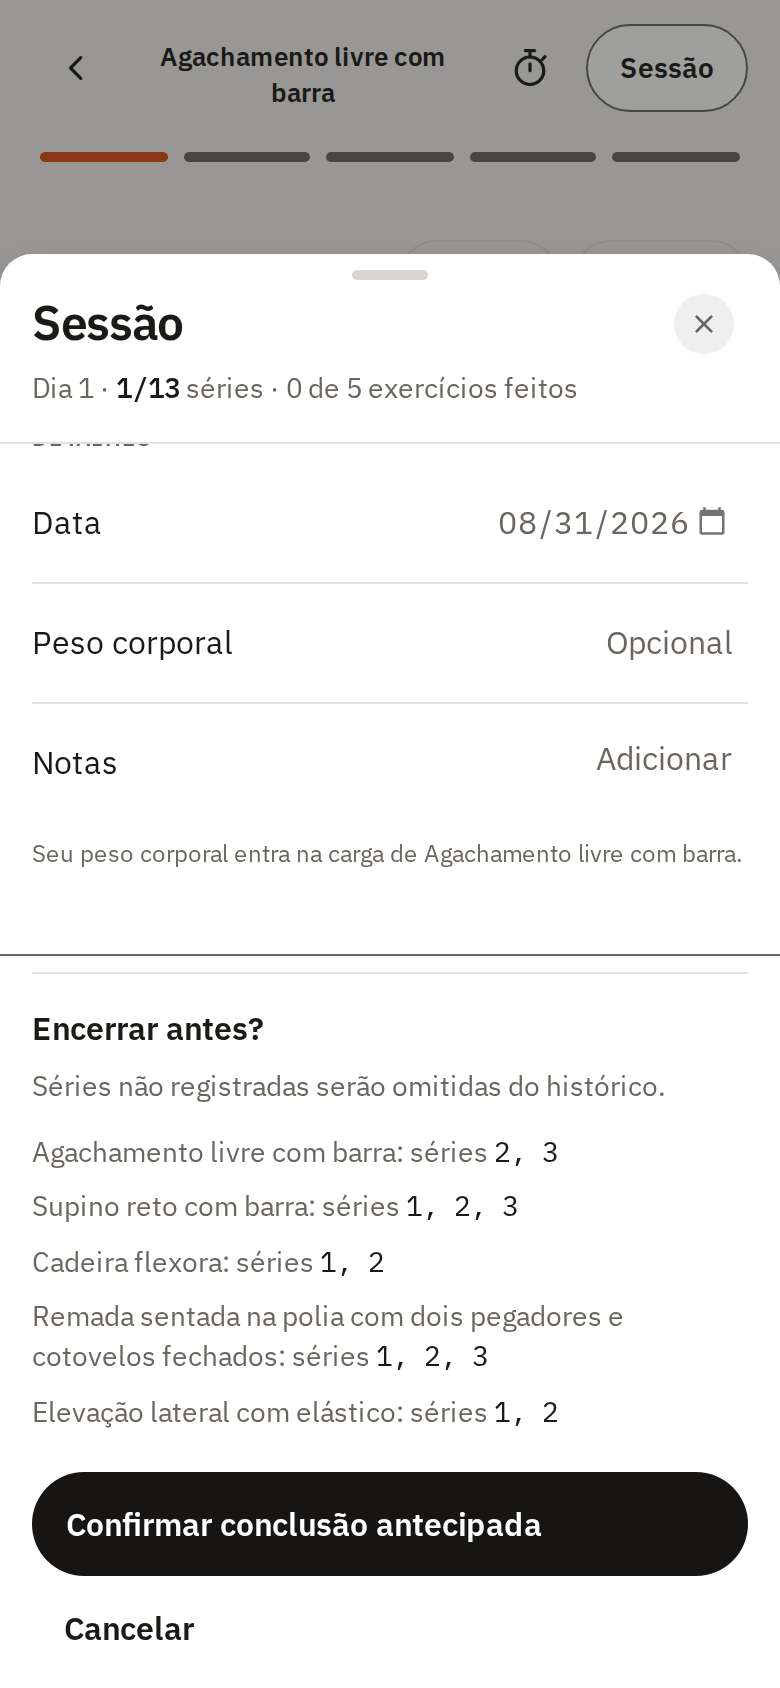 Agachamento livre com
barra
Sessão
Sessão
Dia 1 · 1/13 séries · 0 de 5 exercícios feitos
Data
08/31/2026
Peso corporal
Opcional
Notas
Adicionar
Seu peso corporal entra na carga de Agachamento livre com barra.
Encerrar antes?
Séries não registradas serão omitidas do histórico.
Agachamento livre com barra: séries 2, 3
Supino reto com barra: séries 1, 2, 3
Cadeira flexora: séries 1, 2
Remada sentada na polia com dois pegadores e
cotovelos fechados: séries 1, 2, 3
Elevação lateral com elástico: séries 1, 2
Confirmar conclusão antecipada
Cancelar